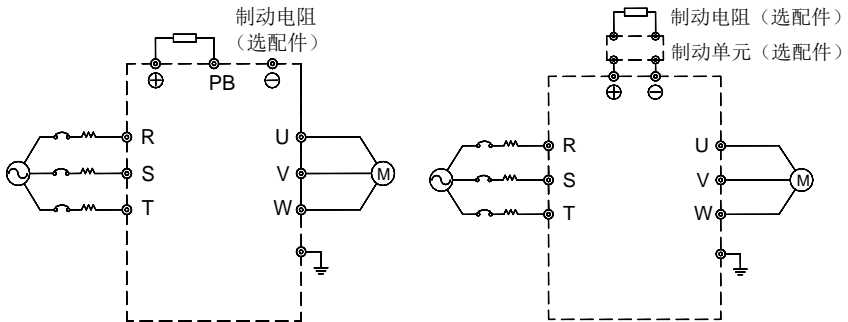 制动电阻
（选配件）
⊕ PB ⊖
R U
S V M
T W
制动电阻（选配件）
制动单元（选配件）
⊕ ⊖
R U
S V M
T W